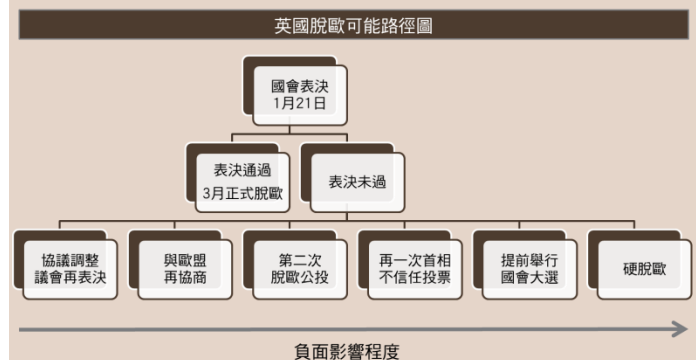 英國脫歐可能路徑圖
國會表決
1月21日
表決通過
3月正式脫歐
表決未過
協議調整
議會再表決
與歐盟
再協商
第二次
脫歐公投
再一次首相
不信任投票
提前舉行
國會大選
硬脫歐
負面影響程度